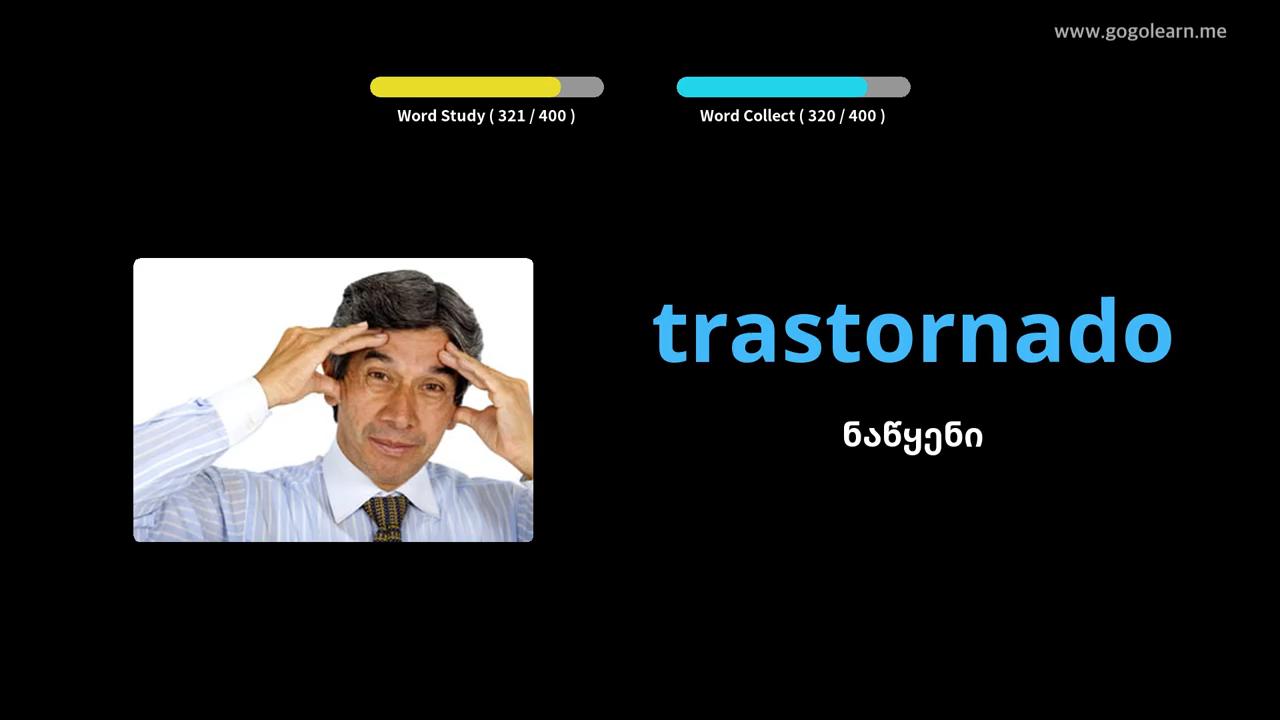 www.gogolearn.me
Word Study ( 321 / 400 )
Word Collect ( 320 / 400 )
trastornado
ნაწყენი